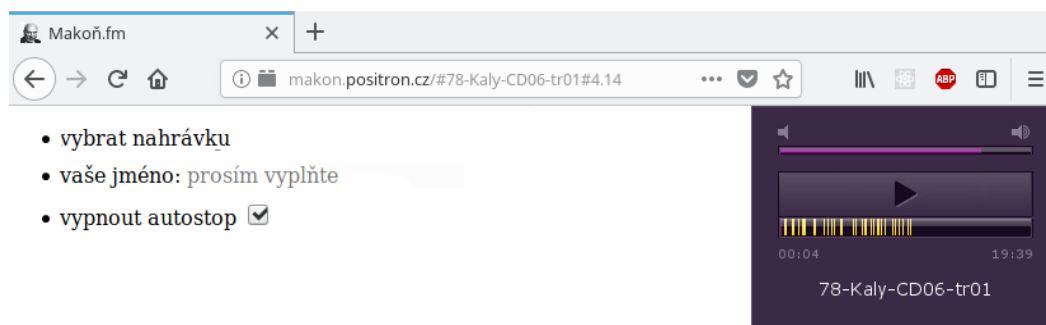 Makoň.fm
makon.positron.cz/#78-Kaly-CD06-tr01#4.14
ABP
• vybrat nahrávku
• vaše jméno: prosím vyplňte
• vypnout autostop
00:04 19:39
78-Kaly-CD06-tr01